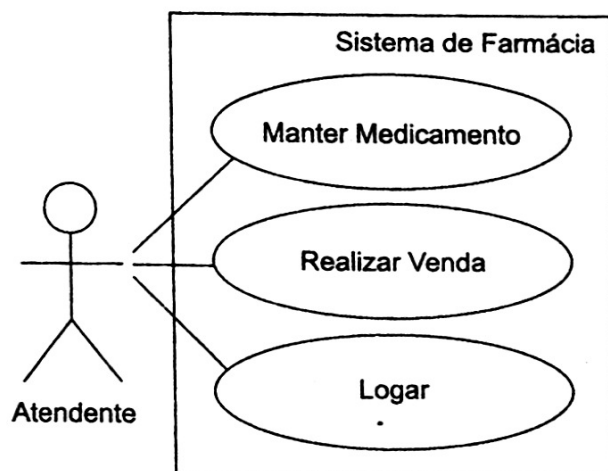 Sistema de Farmácia
Manter Medicamento
Realizar Venda
Logar
Atendente